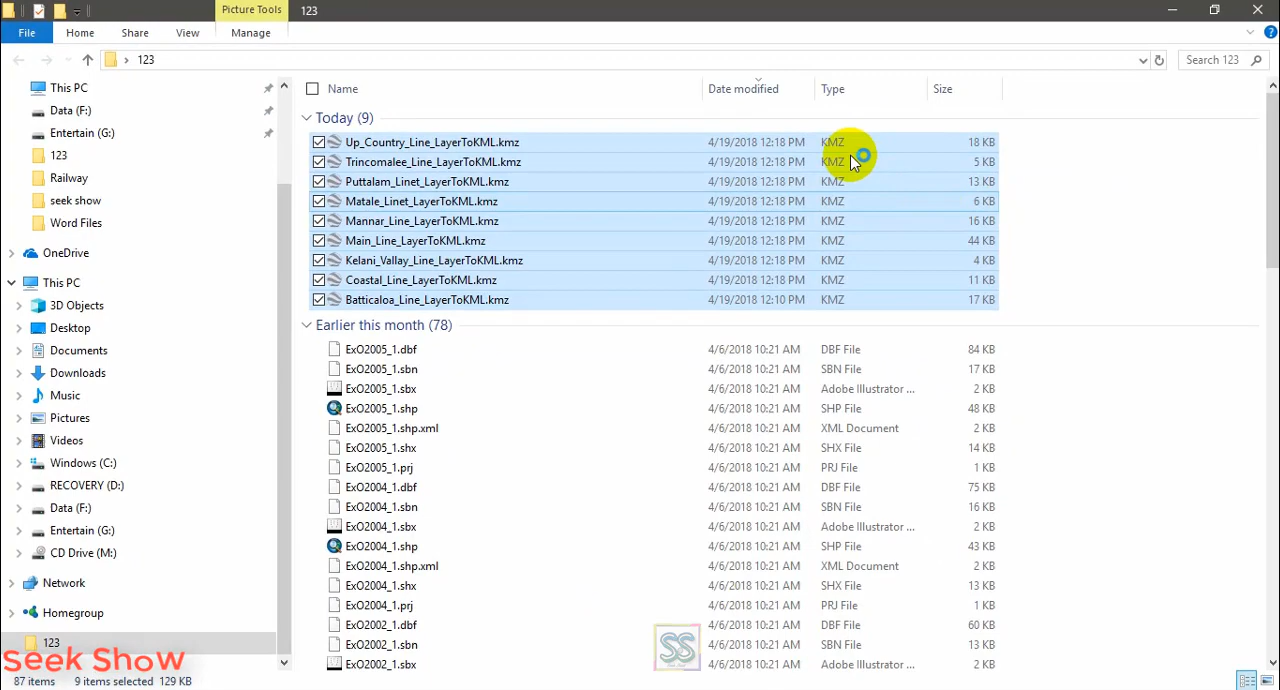 Picture Tools 123
File Home Share View Manage
123 Search 123
Name Date modified Type Size
This PC
Data (F:)
Entertain (G:)
123
Railway
seek show
Word Files
OneDrive
This PC
3D Objects
Desktop
Documents
Downloads
Music
Pictures
Videos
Windows (C:)
RECOVERY (D:)
Data (F:)
Entertain (G:)
CD Drive (M:)
Network
Homegroup
123
Today (9)
Up_Country_Line_LayerToKML.kmz 4/19/2018 12:18 PM KMZ 18 KB
Trincomalee_Line_LayerToKML.kmz 4/19/2018 12:18 PM KMZ 5 KB
Puttalam_Linet_LayerToKML.kmz 4/19/2018 12:18 PM KMZ 13 KB
Matale_Linet_LayerToKML.kmz 4/19/2018 12:18 PM KMZ 6 KB
Mannar_Line_LayerToKML.kmz 4/19/2018 12:18 PM KMZ 16 KB
Main_Line_LayerToKML.kmz 4/19/2018 12:18 PM KMZ 44 KB
Kelani_Vallay_LayerToKML.kmz 4/19/2018 12:18 PM KMZ 4 KB
Coastal_Line_LayerToKML.kmz 4/19/2018 12:18 PM KMZ 11 KB
Batticaloa_Line_LayerToKML.kmz 4/19/2018 12:10 PM KMZ 17 KB
Earlier this month (78)
ExO2005_1.dbf 4/6/2018 10:21 AM DBF File 84 KB
ExO2005_1.sbn 4/6/2018 10:21 AM SBN File 17 KB
ExO2005_1.sbx 4/6/2018 10:21 AM Adobe Illustrator ... 2 KB
ExO2005_1.shp 4/6/2018 10:21 AM SHP File 48 KB
ExO2005_1.shp.xml 4/6/2018 10:21 AM XML Document 2 KB
ExO2005_1.shx 4/6/2018 10:21 AM SHX File 14 KB
ExO2005_1.prj 4/6/2018 10:21 AM PRJ File 1 KB
ExO2004_1.dbf 4/6/2018 10:21 AM DBF File 75 KB
ExO2004_1.sbn 4/6/2018 10:21 AM SBN File 16 KB
ExO2004_1.sbx 4/6/2018 10:21 AM Adobe Illustrator ... 2 KB
ExO2004_1.shp 4/6/2018 10:21 AM SHP File 43 KB
ExO2004_1.shp.xml 4/6/2018 10:21 AM XML Document 2 KB
ExO2004_1.shx 4/6/2018 10:21 AM SHX File 13 KB
ExO2004_1.prj 4/6/2018 10:21 AM PRJ File 1 KB
ExO2002_1.dbf 4/6/2018 10:21 AM DBF File 60 KB
ExO2002_1.sbn 4/6/2018 10:21 AM SBN File 13 KB
ExO2002_1.sbx 4/6/2018 10:21 AM Adobe Illustrator ... 2 KB
SS
Seek Show
87 items 9 items selected 129 KB